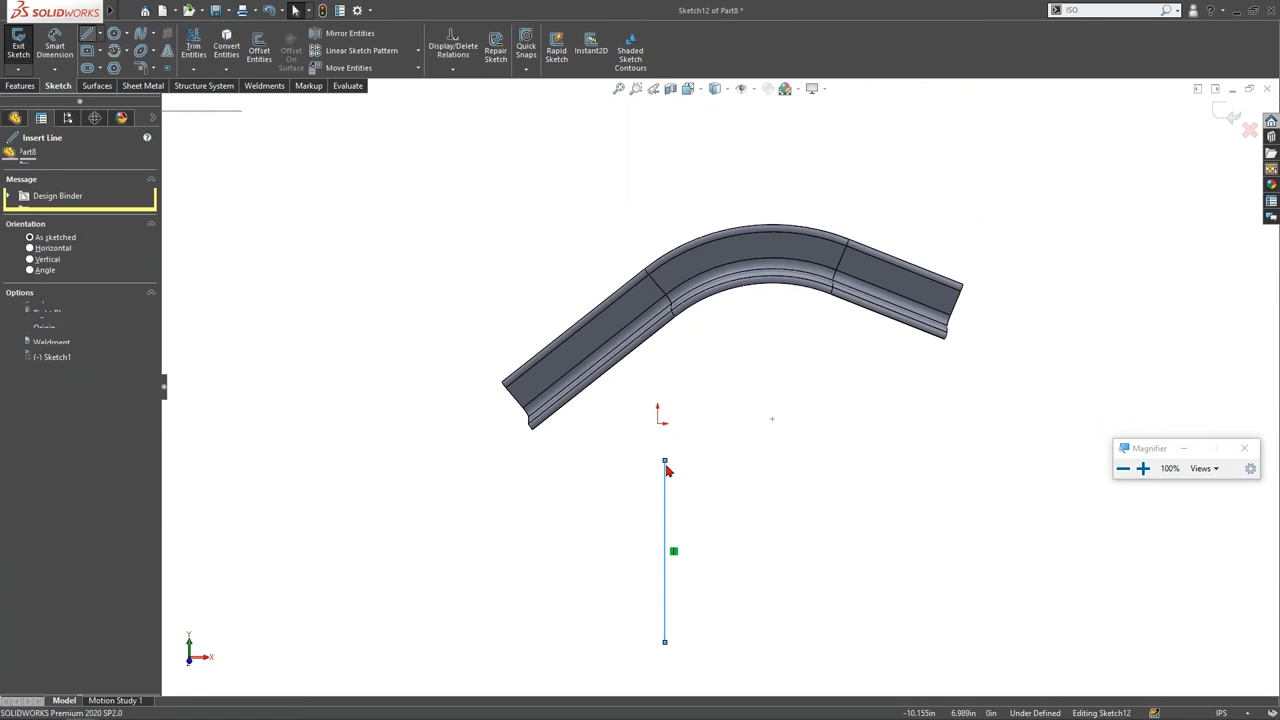 SOLIDWORKS
Sketch12 of Part8 *
ISO
Exit Sketch
Smart Dimension
Trim Entities
Convert Entities
Offset Entities
Offset On Surface
Mirror Entities
Linear Sketch Pattern
Move Entities
Display/Delete Relations
Repair Sketch
Quick Snaps
Rapid Sketch
Instant2D
Shaded Sketch Contours
Features
Sketch
Surfaces
Sheet Metal
Structure System
Weldments
Markup
Evaluate
Insert Line
Part8
Message
Design Binder
Orientation
As sketched
Horizontal
Vertical
Angle
Options
Origin
Weldment
(-) Sketch1
Magnifier
100%
Views
Y
X
Z
Model
Motion Study 1
SOLIDWORKS Premium 2020 SP2.0
-10.155in
6.989in
0in
Under Defined
Editing Sketch12
IPS